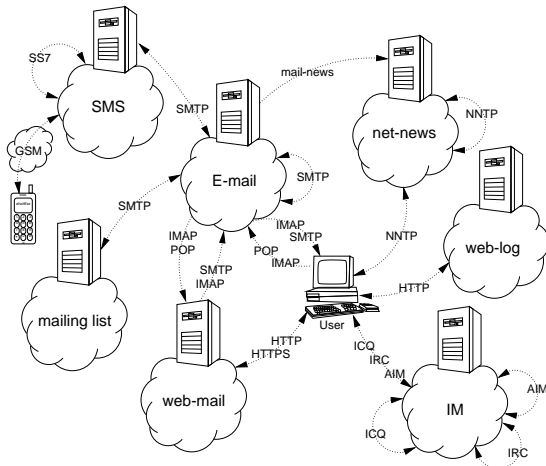 SS7
SMS
SMTP
mail-news
GSM
net-news
NNTP
E-mail
SMTP
SMTP
IMAP
POP
IMAP
SMTP
POP
IMAP
NNTP
web-log
SMTP
IMAP
mailing list
HTTP
User
HTTP
HTTPS
ICQ
IRC
AIM
web-mail
IM
AIM
ICQ
IRC